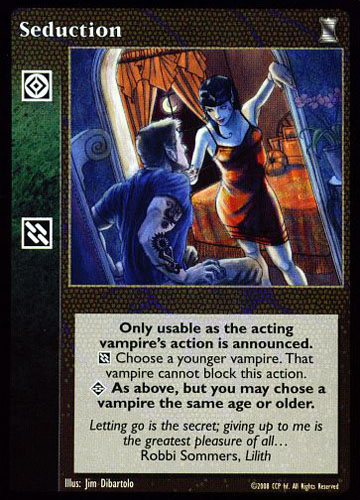 Seduction
Only usable as the acting
vampire's action is announced.
Choose a younger vampire. That
vampire cannot block this action.
As above, but you may chose a
vampire the same age or older.
Letting go is the secret; giving up to me is
the greatest pleasure of all...
Robbi Sommers, Lilith
Illus: Jim Dibartolo
©2008 CCP hf. All Rights Reserved